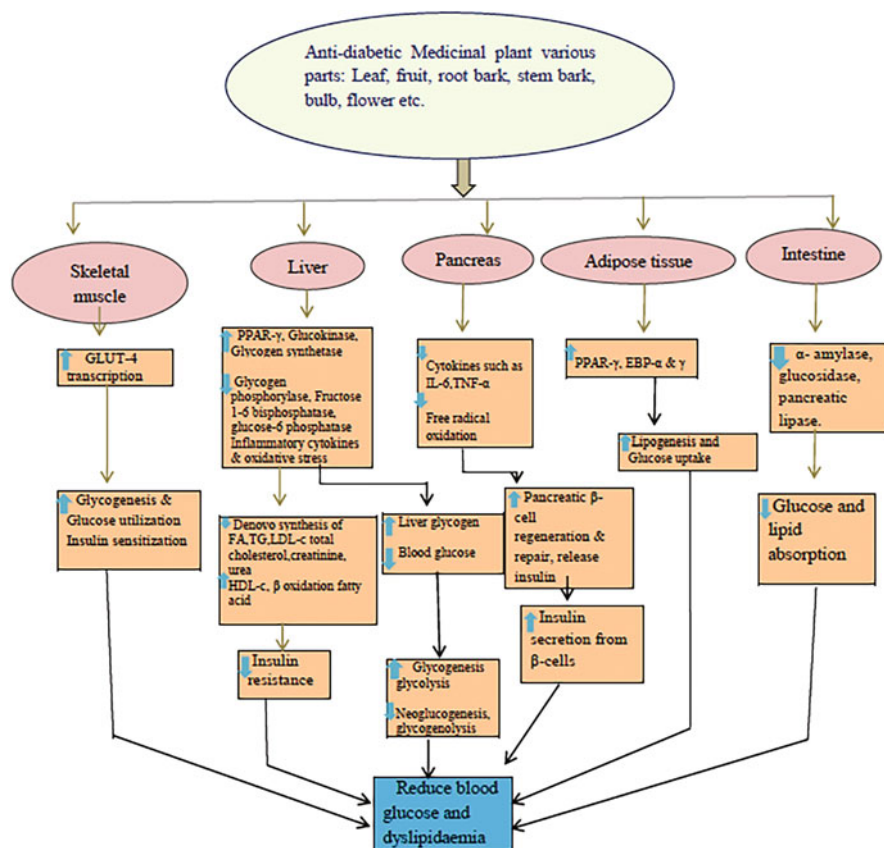 Anti-diabetic Medicinal plant various
parts: Leaf, fruit, root bark, stem bark,
bulb, flower etc.
Skeletal
muscle
Liver
Pancreas
Adipose tissue
Intestine
GLUT-4
transcription
PPAR-γ, Glucokinase,
Glycogen synthetase
Glycogen
phosphorylase, Fructose
1-6 bisphosphatase,
glucose-6 phosphatase
Inflammatory cytokines
& oxidative stress
Cytokines such as
IL-6,TNF-α
Free radical
oxidation
PPAR-γ, EBP-α & γ
α- amylase,
glucosidase,
pancreatic
lipase.
Glycogenesis &
Glucose utilization
Insulin sensitization
Denovo synthesis of
FA,TG,LDL-c total
cholesterol,creatinine,
urea
HDL-c, β oxidation fatty
acid
Liver glycogen
Blood glucose
Pancreatic β-
cell
regeneration &
repair, release
insulin
Lipogenesis and
Glucose uptake
Glucose and
lipid
absorption
Insulin
resistance
Glycogenesis
glycolysis
Neoglucogenesis,
glycogenolysis
Insulin
secretion from
β-cells
Reduce blood
glucose and
dyslipidaemia